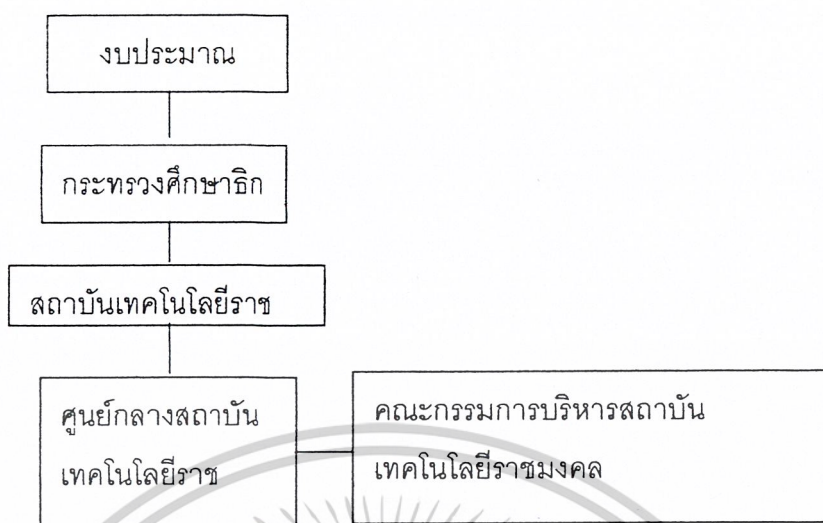 งบประมาณ
กระทรวงศึกษาธิก
สถาบันเทคโนโลยีราช
ศูนย์กลางสถาบัน
เทคโนโลยีราช
คณะกรรมการบริหารสถาบัน
เทคโนโลยีราชมงคล